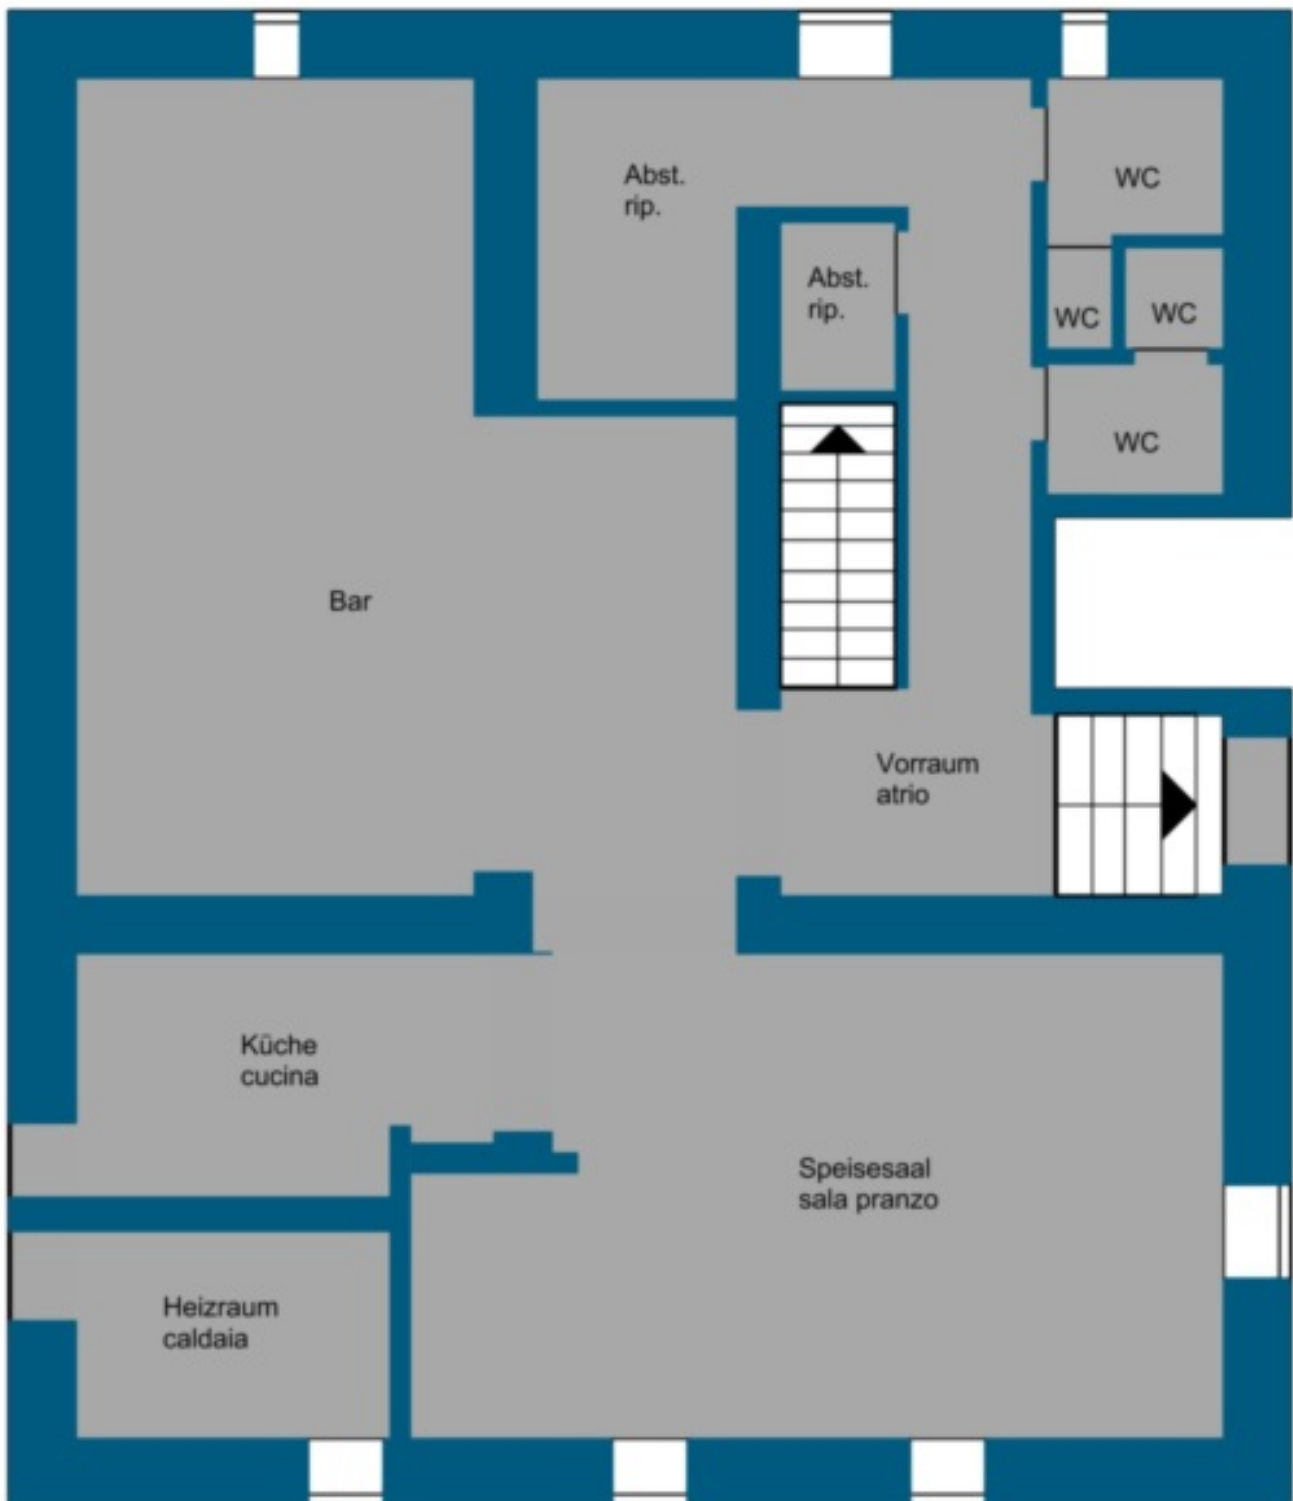 Abst.
rip.
WC
Abst.
rip.
WC
WC
WC
Bar
Vorraum
atrio
Küche
cucina
Speisesaal
sala pranzo
Heizraum
caldaia